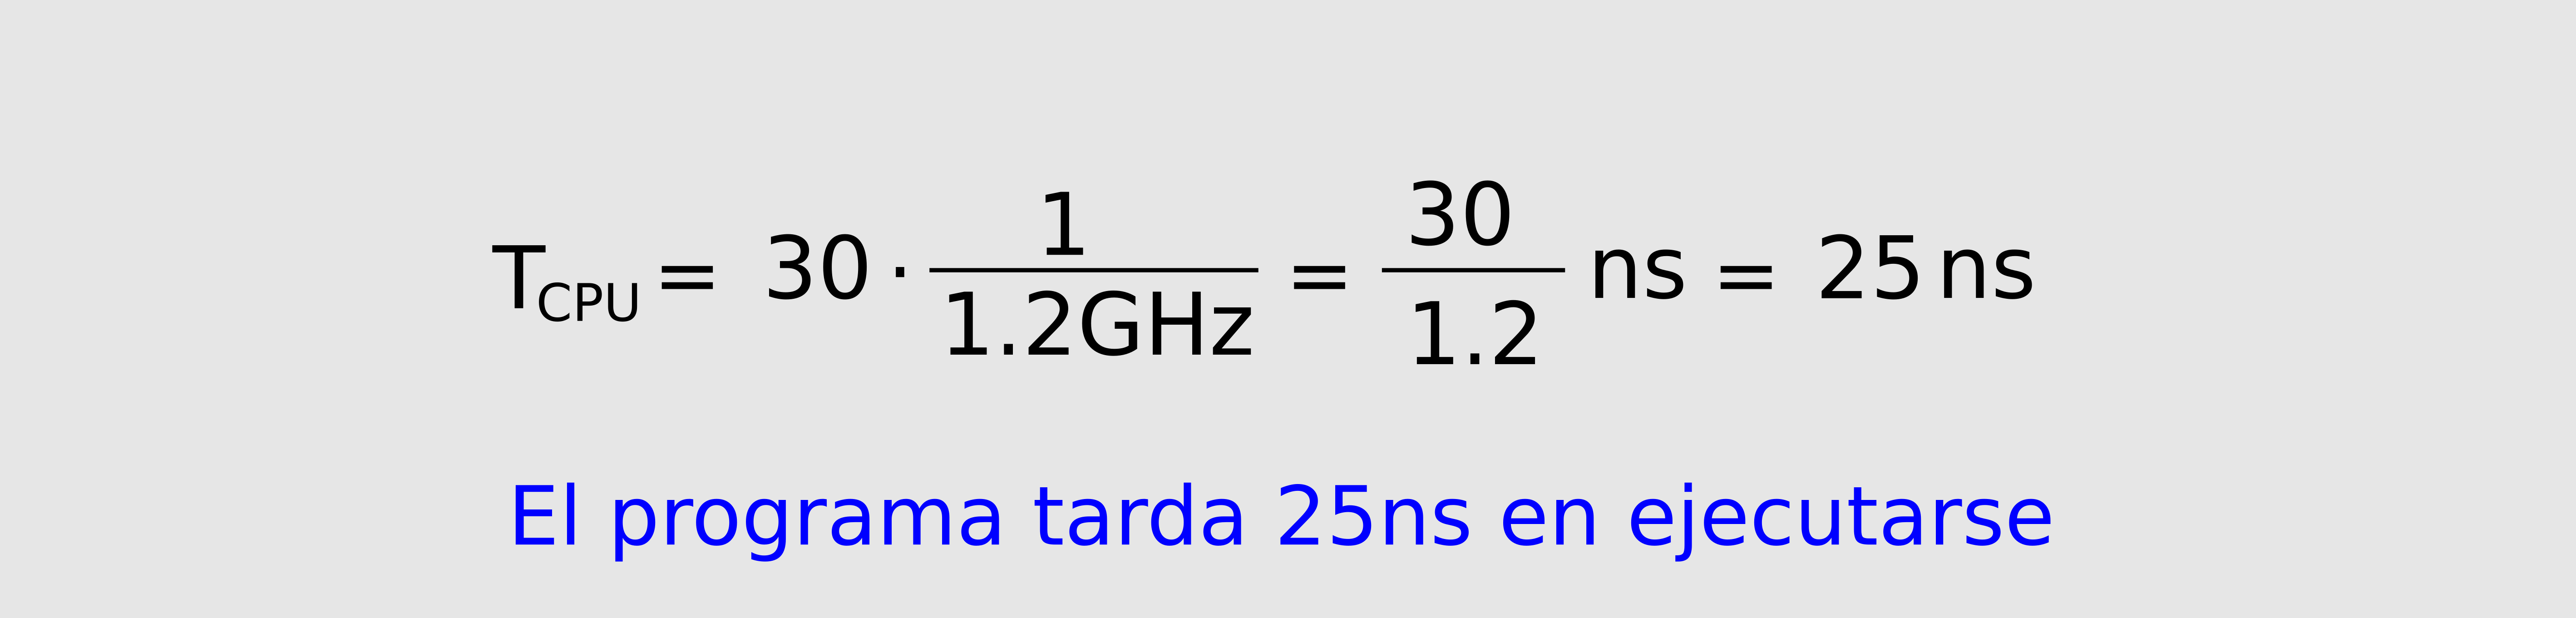 T_CPU = 30 · 1/1.2GHz = 30/1.2 ns = 25 ns
El programa tarda 25ns en ejecutarse